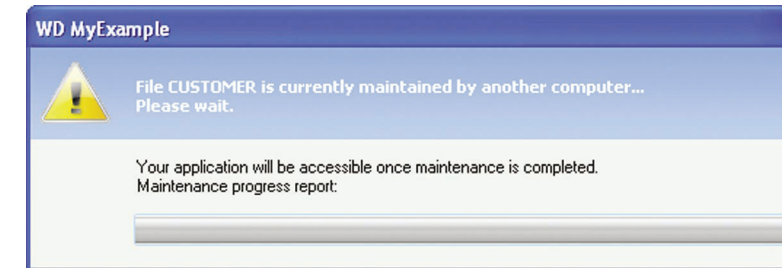 WD MyExample
File CUSTOMER is currently maintained by another computer...
Please wait.
Your application will be accessible once maintenance is completed.
Maintenance progress report: